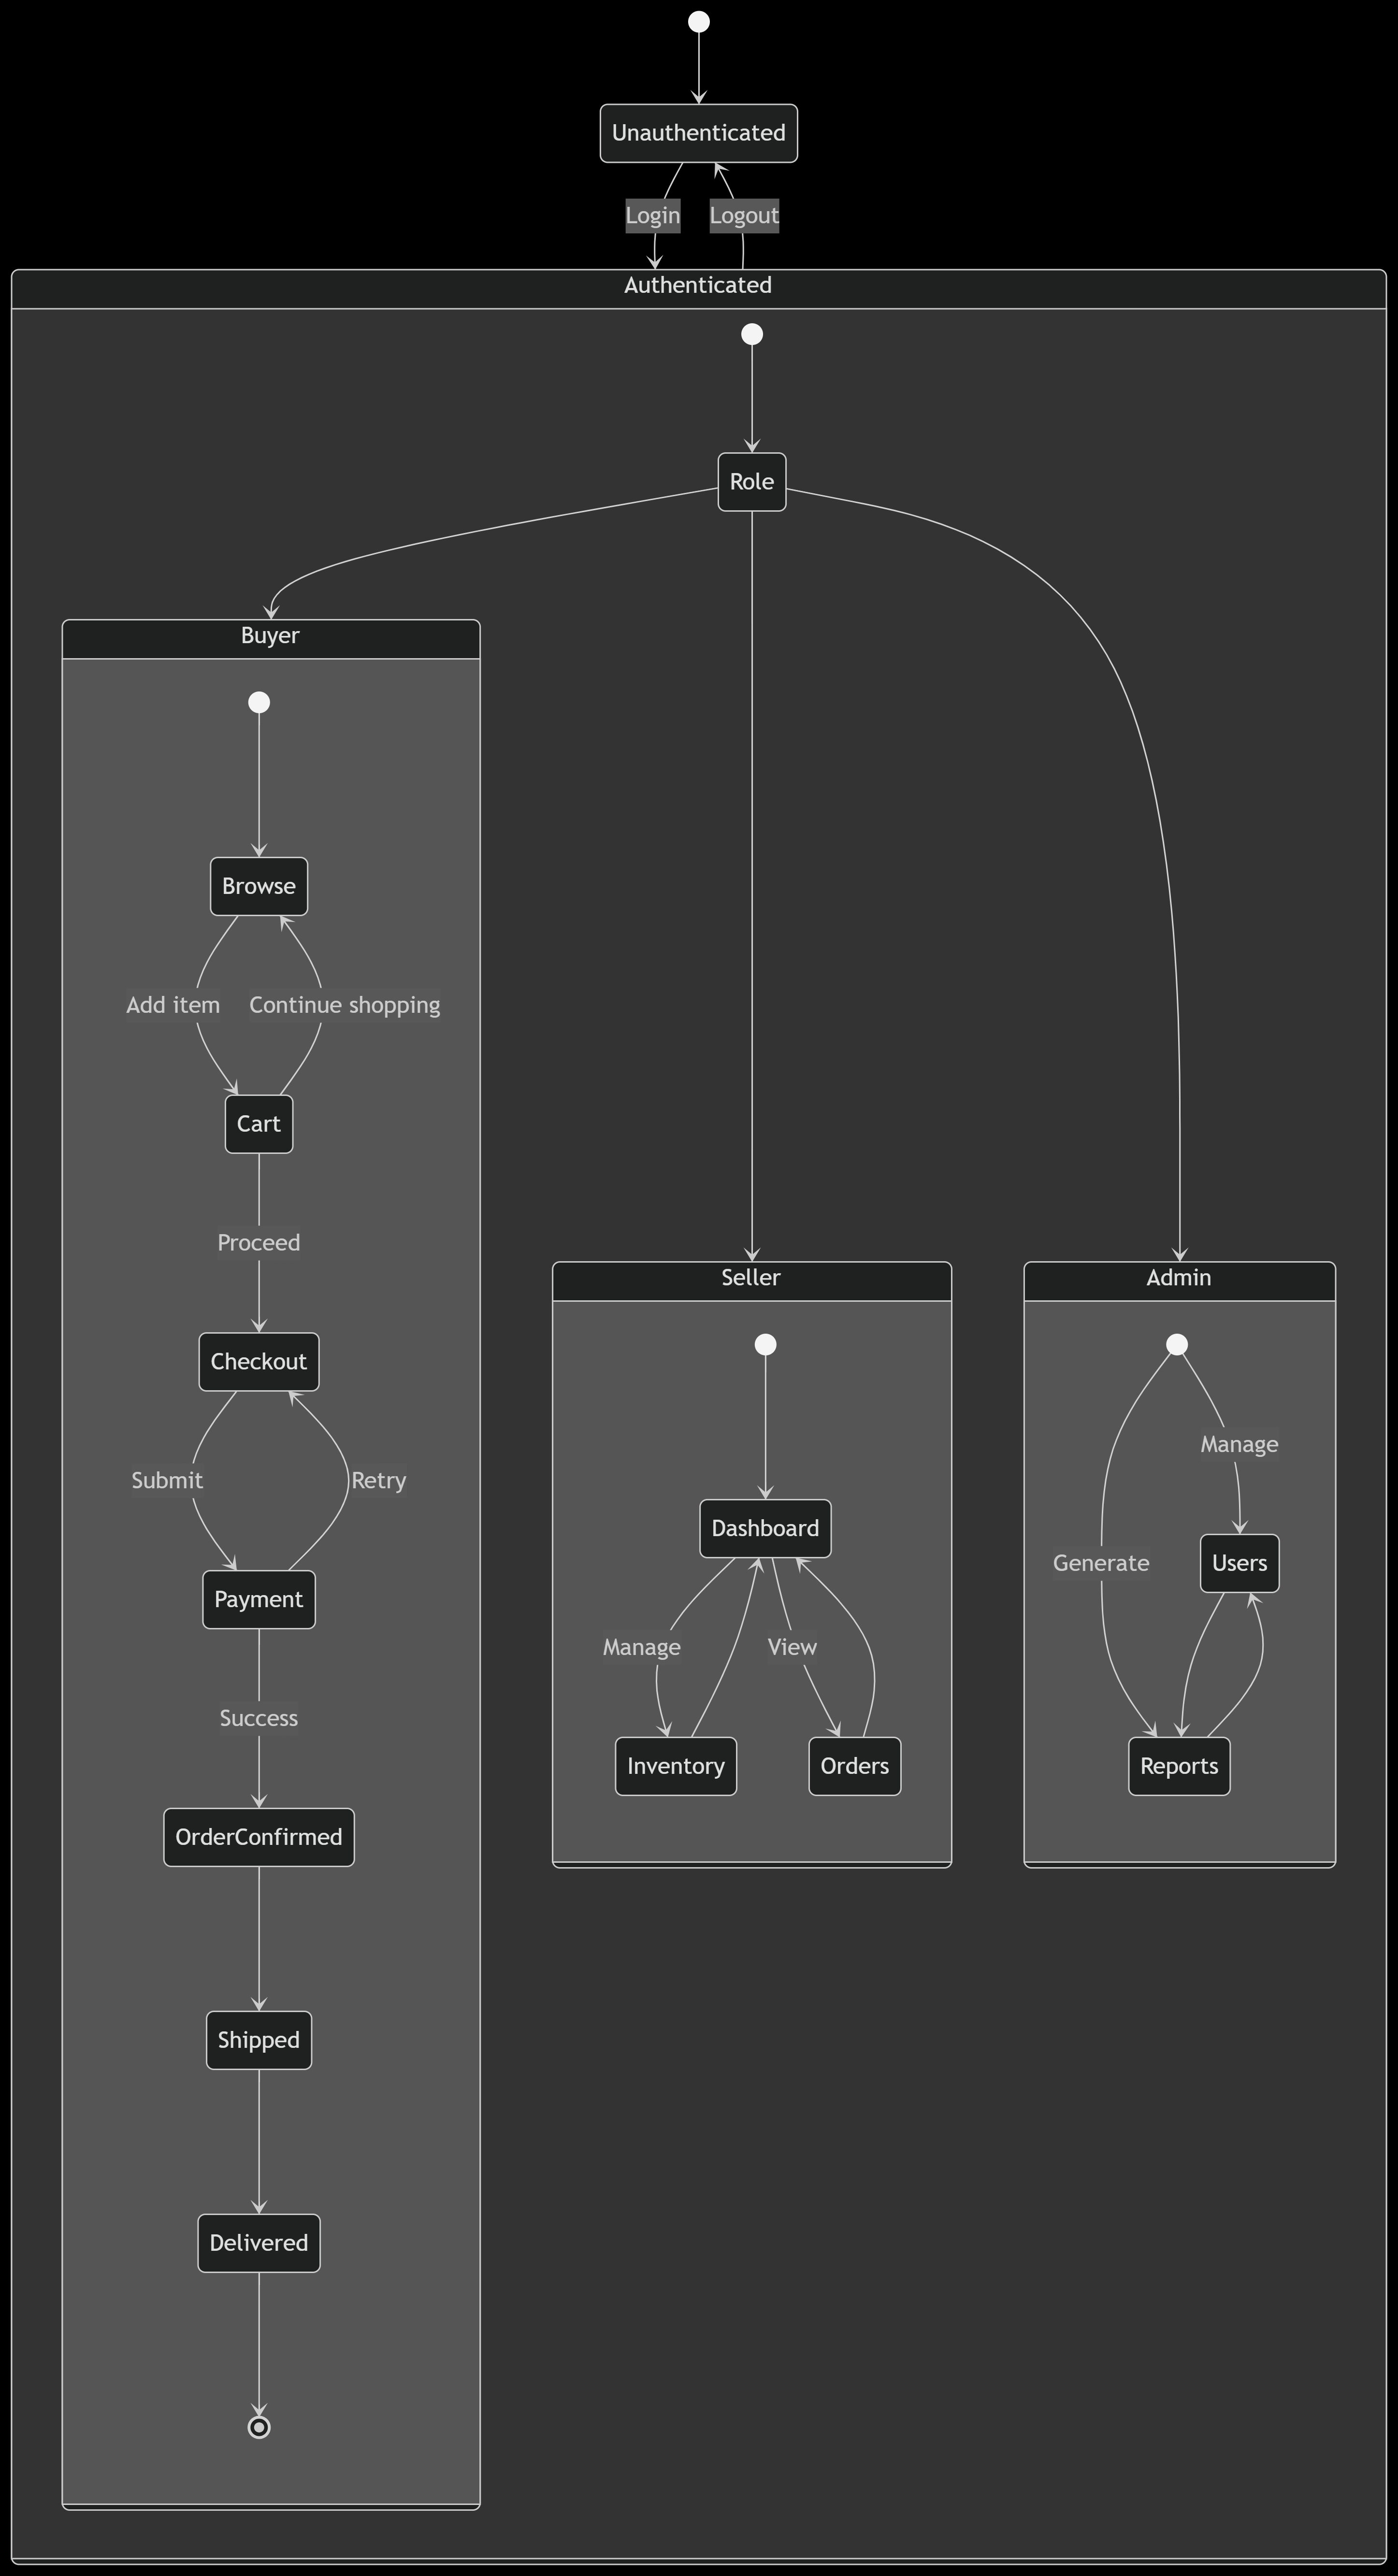 Unauthenticated
Login
Logout
Authenticated
Role
Buyer
Browse
Add item
Continue shopping
Cart
Proceed
Checkout
Submit
Retry
Payment
Success
OrderConfirmed
Shipped
Delivered
Seller
Dashboard
Manage
View
Inventory
Orders
Admin
Manage
Generate
Users
Reports